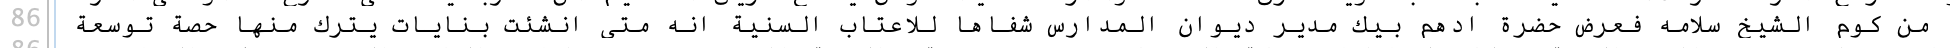 86 من كوم الشيخ سلامه فعرض حضرة ادهم بيك مدير ديوان المدارس شفاها للاعتاب السنية انه متى انشئت بنايات يترك منها حصة توسعة